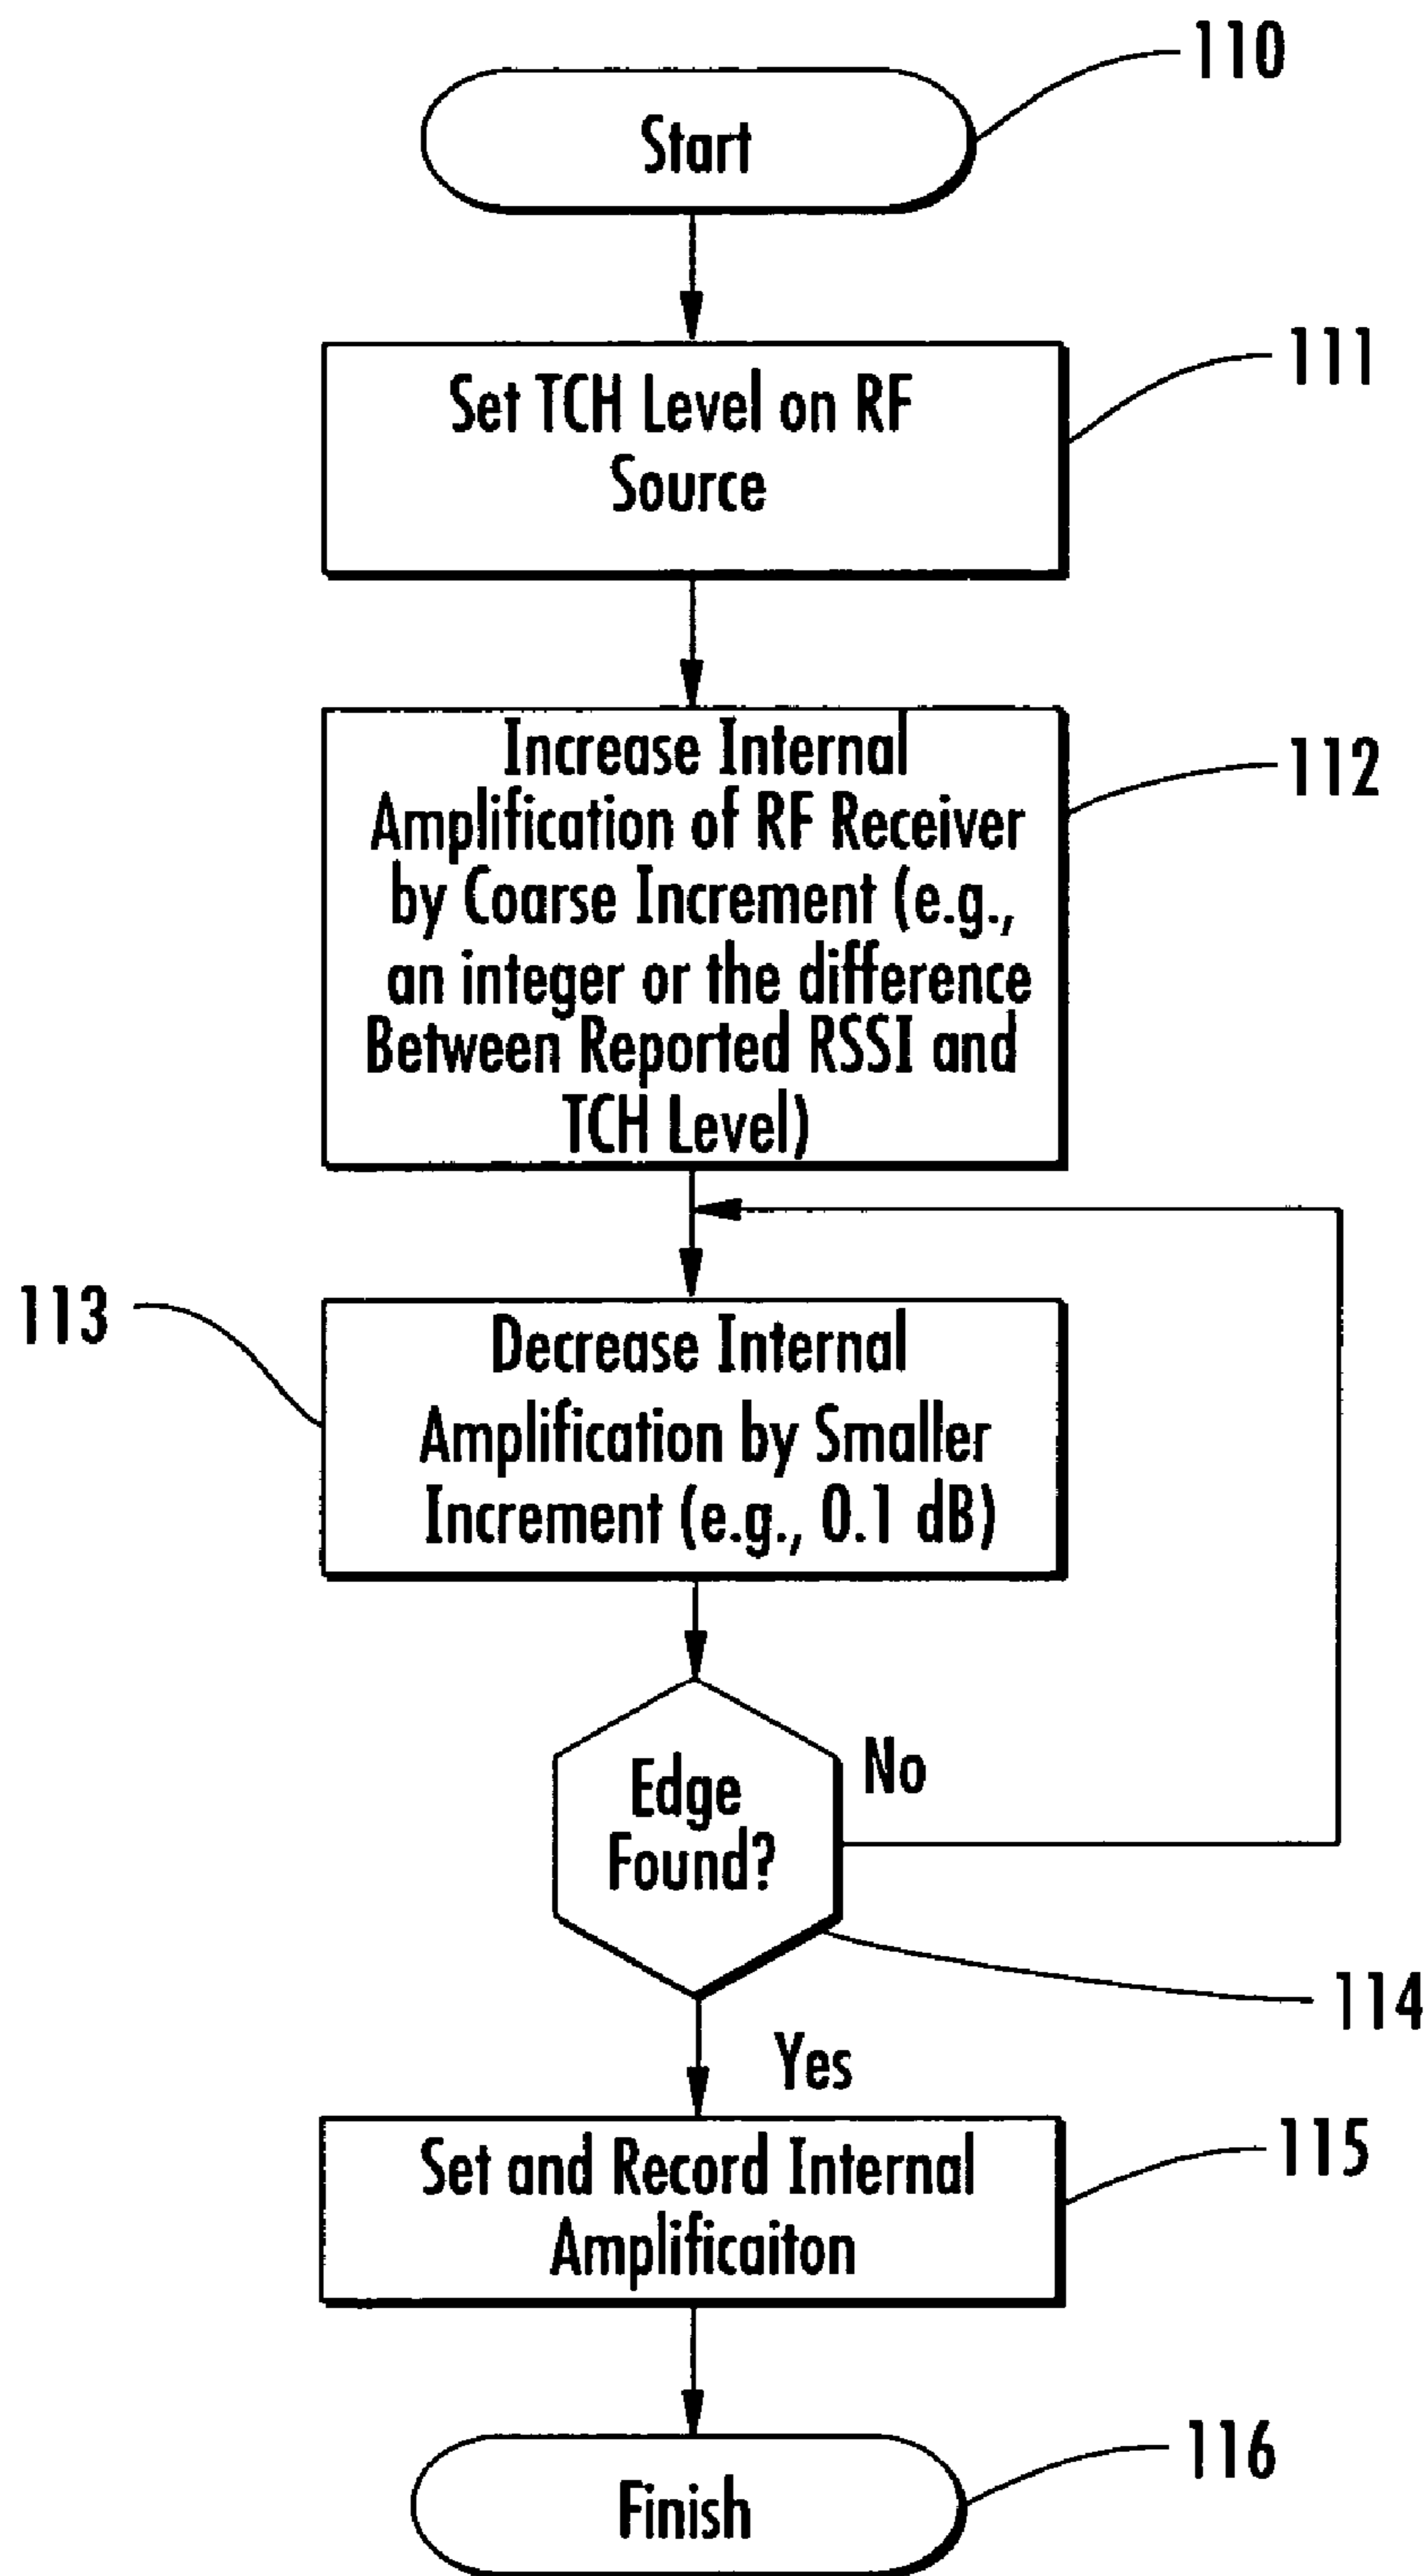 110
Start
111
Set TCH Level on RF
Source
112
Increase Internal
Amplification of RF Receiver
by Coarse Increment (e.g.,
an integer or the difference
Between Reported RSSI and
TCH Level)
113
Decrease Internal
Amplification by Smaller
Increment (e.g., 0.1 dB)
Edge
Found?
No
114
Yes
115
Set and Record Internal
Amplificaiton
116
Finish